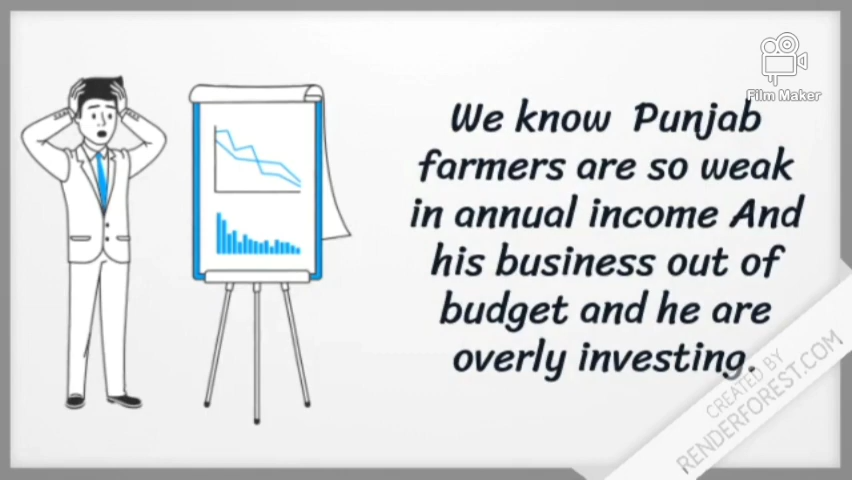 Film Maker
We know Punjab
farmers are so weak
in annual income And
his business out of
budget and he are
overly investing.
CREATED BY
RENDERFOREST.COM